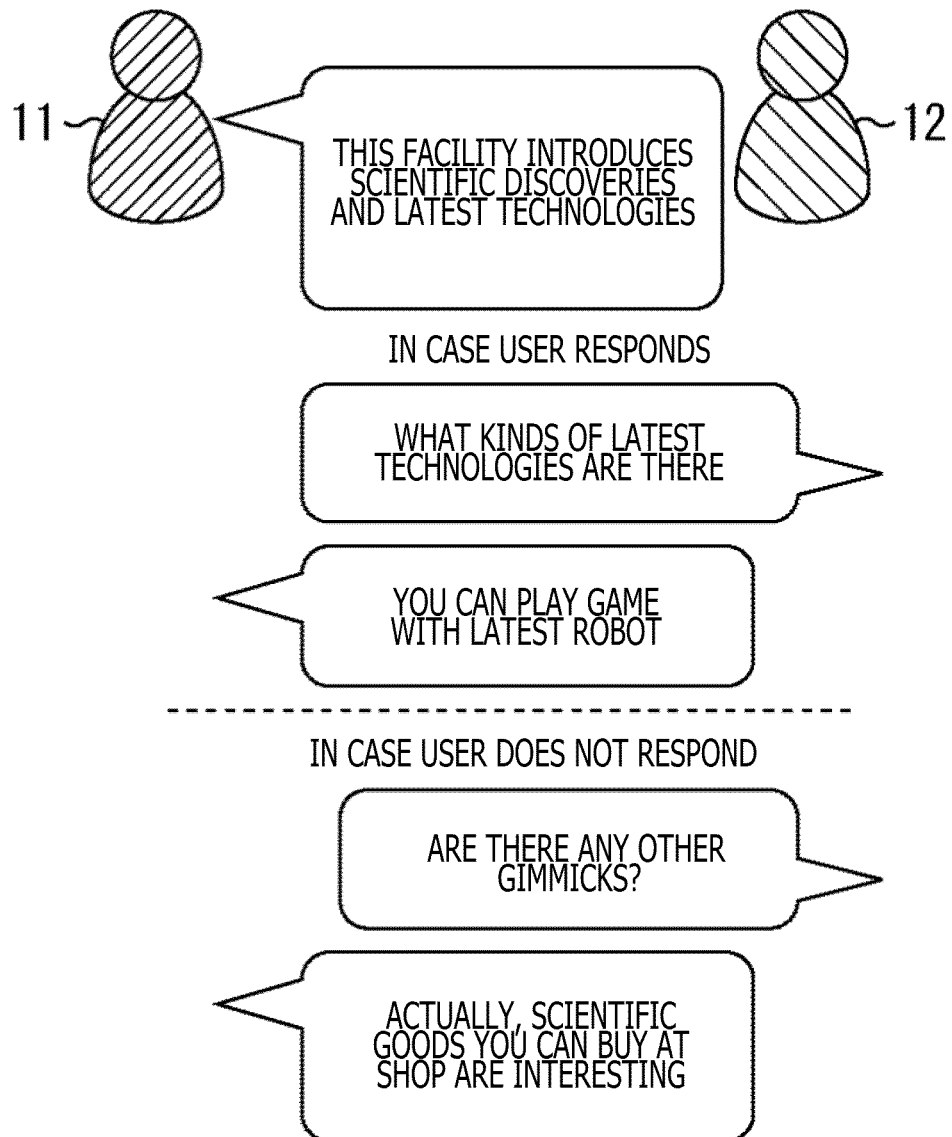 11
12
THIS FACILITY INTRODUCES
SCIENTIFIC DISCOVERIES
AND LATEST TECHNOLOGIES
IN CASE USER RESPONDS
WHAT KINDS OF LATEST
TECHNOLOGIES ARE THERE
YOU CAN PLAY GAME
WITH LATEST ROBOT
IN CASE USER DOES NOT RESPOND
ARE THERE ANY OTHER
GIMMICKS?
ACTUALLY, SCIENTIFIC
GOODS YOU CAN BUY AT
SHOP ARE INTERESTING